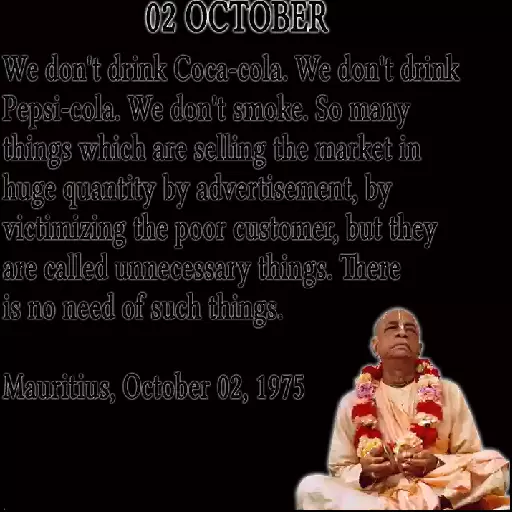 02 OCTOBER
We don't drink Coca-cola. We don't drink
Pepsi-cola. We don't smoke. So many
things which are selling the market in
huge quantity by advertisement, by
victimizing the poor customer, but they
are called unnecessary things. There
is no need of such things.
Mauritius, October 02, 1975